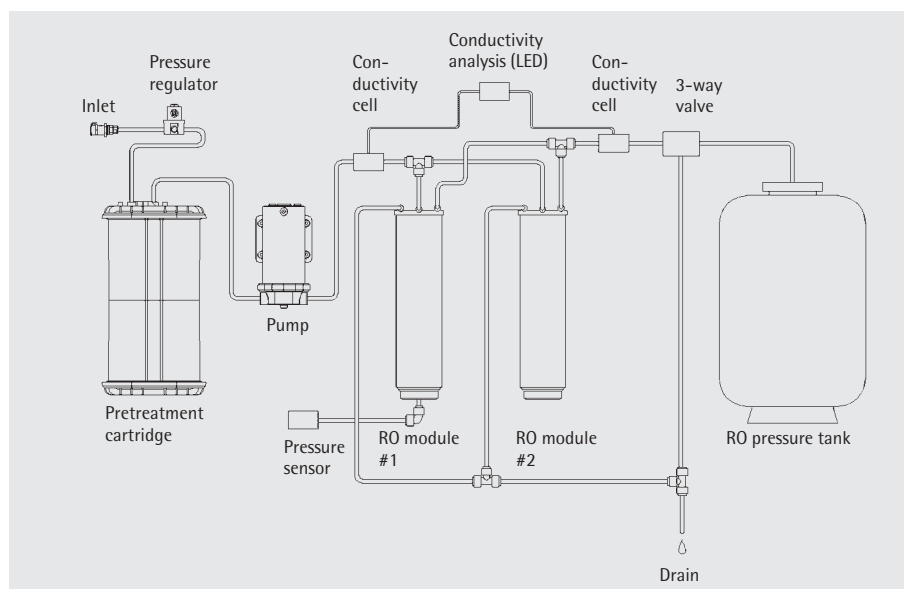 Conductivity
analysis (LED)
Pressure
regulator
Con-
ductivity
cell
Con-
ductivity
cell
3-way
valve
Inlet
Pump
Pretreatment
cartridge
Pressure
sensor
RO module
#1
RO module
#2
RO pressure tank
Drain